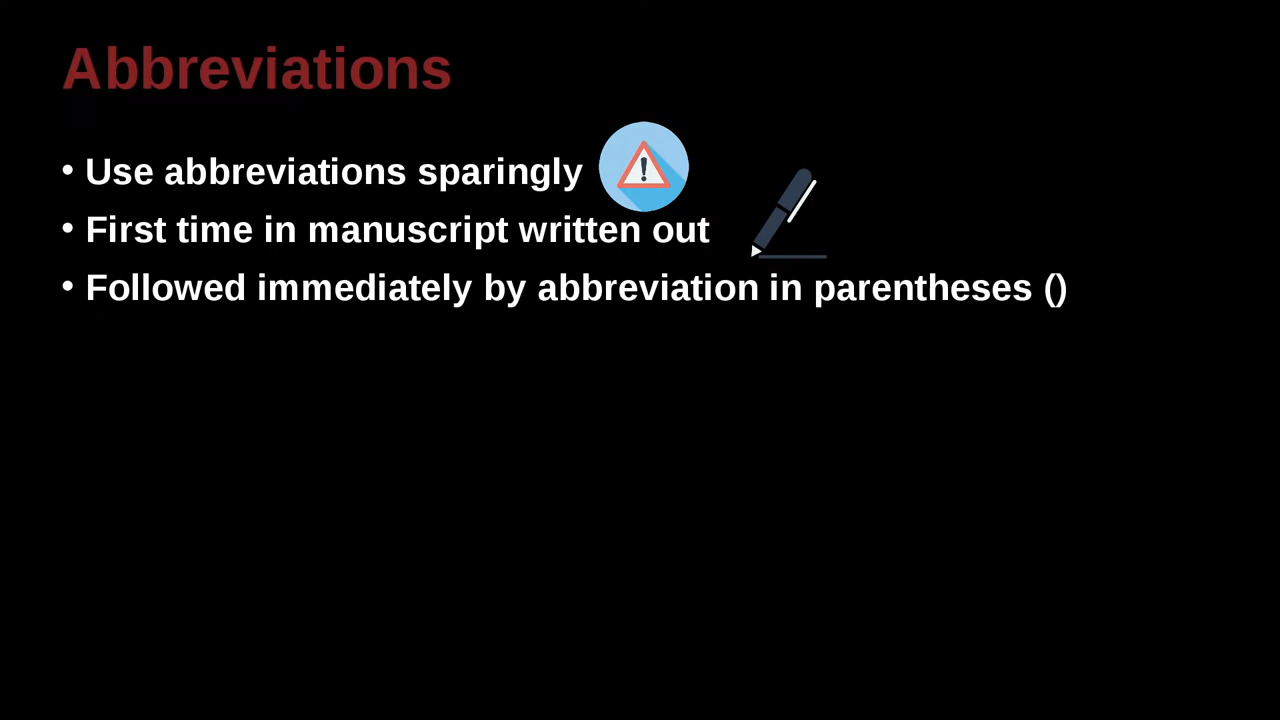 Abbreviations
• Use abbreviations sparingly
• First time in manuscript written out
• Followed immediately by abbreviation in parentheses ()